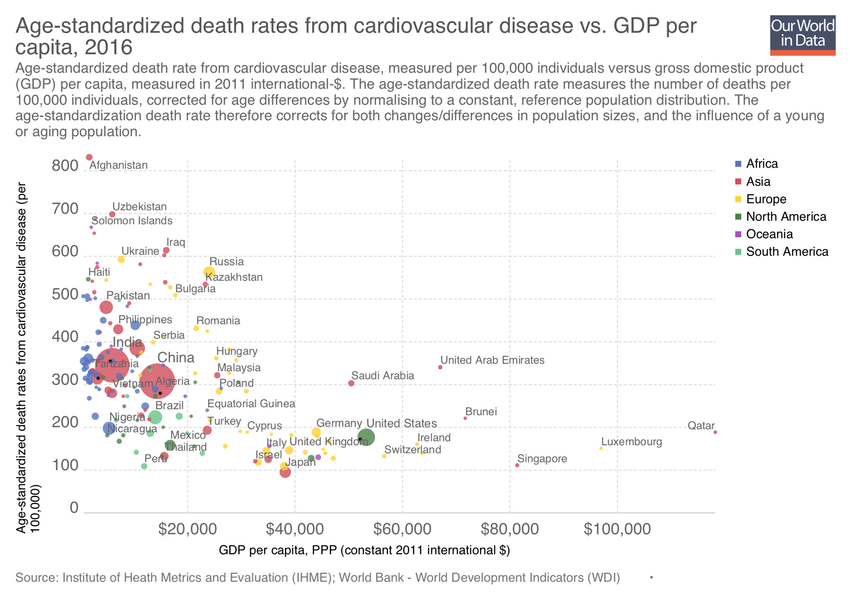 Age-standardized death rates from cardiovascular disease vs. GDP per
capita, 2016
Our World
in Data
Age-standardized death rate from cardiovascular disease, measured per 100,000 individuals versus gross domestic product
(GDP) per capita, measured in 2011 international-$. The age-standardized death rate measures the number of deaths per
100,000 individuals, corrected for age differences by normalising to a constant, reference population distribution. The
age-standardization death rate therefore corrects for both changes/differences in population sizes, and the influence of a young
or aging population.
Age-standardized death rate from cardiovascular disease (per
100,000)
800
700
600
500
400
300
200
100
0
Afghanistan
Uzbekistan
Solomon Islands
Iraq
Ukraine
Russia
Haiti
Kazakhstan
Bulgaria
Pakistan
Philippines
Romania
Serbia
India
China
Hungary
Tanzania
Malaysia
United Arab Emirates
Vietnam
Algeria
Poland
Saudi Arabia
Brazil
Equatorial Guinea
Nigeria
Turkey
Nicaragua
Cyprus
Germany
United States
Brunei
Qatar
Mexico
Thailand
Italy
United Kingdom
Ireland
Luxembourg
Peru
Israel
Japan
Switzerland
Singapore
$20,000
$40,000
$60,000
$80,000
$100,000
GDP per capita, PPP (constant 2011 international $)
Africa
Asia
Europe
North America
Oceania
South America
Source: Institute of Heath Metrics and Evaluation (IHME); World Bank - World Development Indicators (WDI) •